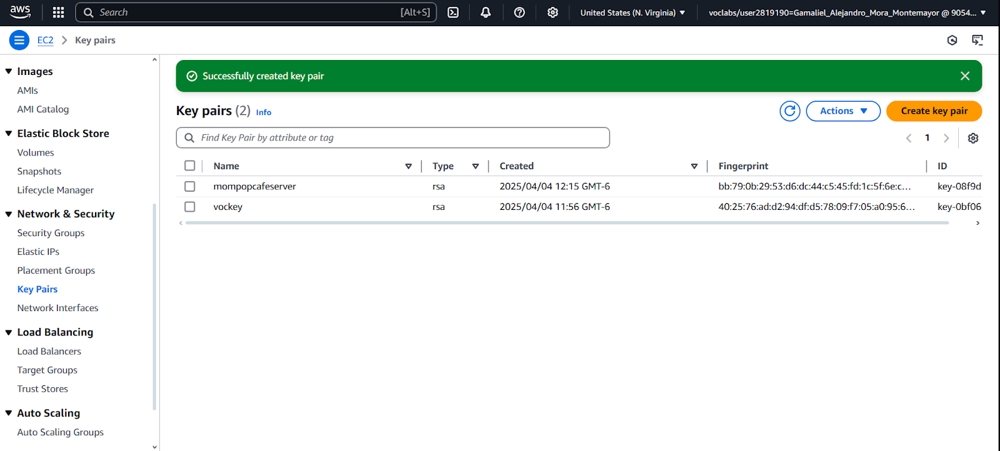 aws
Search [Alt+S] United States (N. Virginia) voclabs/user2819190=Gamaliel_Alejandro_Mora_Montemayor @ 9054...
EC2 Key pairs
Images
AMIs
AMI Catalog
Elastic Block Store
Volumes
Snapshots
Lifecycle Manager
Network & Security
Security Groups
Elastic IPs
Placement Groups
Key Pairs
Network Interfaces
Load Balancing
Load Balancers
Target Groups
Trust Stores
Auto Scaling
Auto Scaling Groups
Successfully created key pair
Key pairs (2) Info Actions Create key pair
Find Key Pair by attribute or tag 1
Name Type Created Fingerprint ID
mompopcafeserver rsa 2025/04/04 12:15 GMT-6 bb:79:0b:29:53:d6:dc:44:c5:45:fd:1c:5f:6e:c... key-08f9d
vockey rsa 2025/04/04 11:56 GMT-6 40:25:76:ad:d2:94:df:d5:78:09:f7:05:a0:95:6... key-0bf06